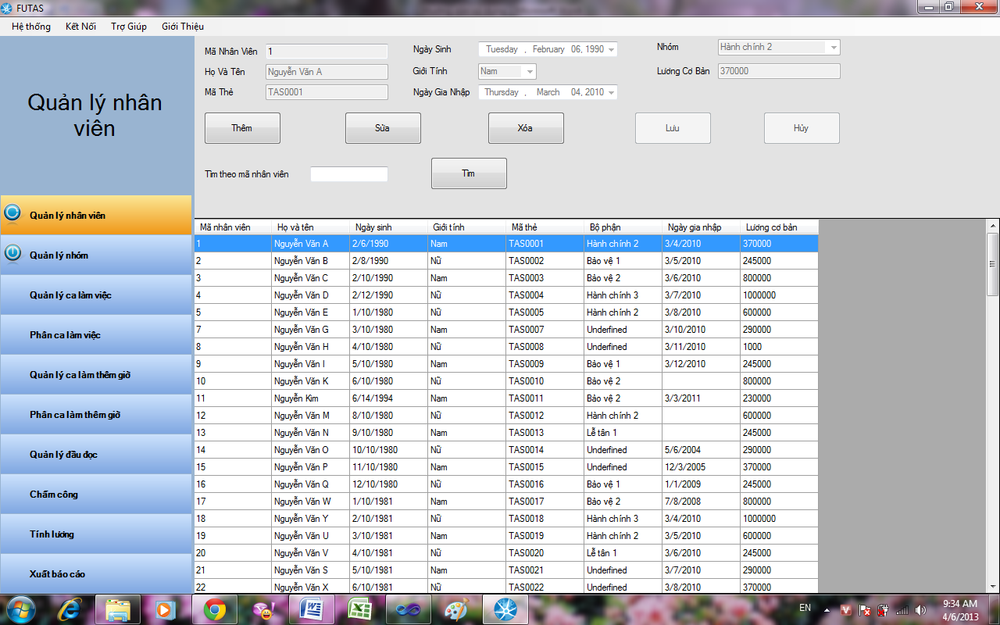 FUTAS
Hệ thống Kết Nối Trợ Giúp Giới Thiệu
Quản lý nhân
viên
Mã Nhân Viên 1 Ngày Sinh Tuesday , February 06, 1990 Nhóm Hành chính 2
Họ Và Tên Nguyễn Văn A Giới Tính Nam Lương Cơ Bản 370000
Mã Thẻ TAS0001 Ngày Gia Nhập Thursday , March 04, 2010
Thêm Sửa Xóa Lưu Hủy
Tìm theo mã nhân viên Tìm
Quản lý nhân viên
Quản lý nhóm
Quản lý ca làm việc
Phân ca làm việc
Quản lý ca làm thêm giờ
Phân ca làm thêm giờ
Quản lý đầu đọc
Chấm công
Tính lương
Xuất báo cáo
Mã nhân viên Họ và tên Ngày sinh Giới tính Mã thẻ Bộ phận Ngày gia nhập Lương cơ bản
1 Nguyễn Văn A 2/6/1990 Nam TAS0001 Hành chính 2 3/4/2010 370000
2 Nguyễn Văn B 2/8/1990 Nữ TAS0002 Bảo vệ 1 3/5/2010 245000
3 Nguyễn Văn C 2/10/1990 Nam TAS0003 Bảo vệ 2 3/6/2010 800000
4 Nguyễn Văn D 2/12/1990 Nữ TAS0004 Hành chính 3 3/7/2010 1000000
5 Nguyễn Văn E 1/10/1980 Nữ TAS0005 Hành chính 2 3/8/2010 600000
7 Nguyễn Văn G 3/10/1980 Nam TAS0007 Undefined 3/10/2010 290000
8 Nguyễn Văn H 4/10/1980 Nữ TAS0008 Undefined 3/11/2010 1000
9 Nguyễn Văn I 5/10/1980 Nam TAS0009 Bảo vệ 1 3/12/2010 245000
10 Nguyễn Văn K 6/10/1980 Nữ TAS0010 Bảo vệ 2 800000
11 Nguyễn Kim 6/14/1994 Nam TAS0011 Bảo vệ 2 3/3/2011 230000
12 Nguyễn Văn M 8/10/1980 Nữ TAS0012 Hành chính 2 600000
13 Nguyễn Văn N 9/10/1980 Nam TAS0013 Lễ tân 1 245000
14 Nguyễn Văn O 10/10/1980 Nữ TAS0014 Undefined 5/6/2004 290000
15 Nguyễn Văn P 11/10/1980 Nam TAS0015 Undefined 12/3/2005 370000
16 Nguyễn Văn Q 12/10/1980 Nữ TAS0016 Bảo vệ 1 1/1/2009 245000
17 Nguyễn Văn W 1/10/1981 Nam TAS0017 Bảo vệ 2 7/8/2008 800000
18 Nguyễn Văn Y 2/10/1981 Nữ TAS0018 Hành chính 3 3/4/2010 1000000
19 Nguyễn Văn U 3/10/1981 Nam TAS0019 Hành chính 2 3/5/2010 600000
20 Nguyễn Văn V 4/10/1981 Nữ TAS0020 Lễ tân 1 3/6/2010 245000
21 Nguyễn Văn S 5/10/1981 Nam TAS0021 Undefined 3/7/2010 290000
22 Nguyễn Văn X 6/10/1981 Nữ TAS0022 Undefined 3/8/2010 370000
EN 9:34 AM
4/6/2013